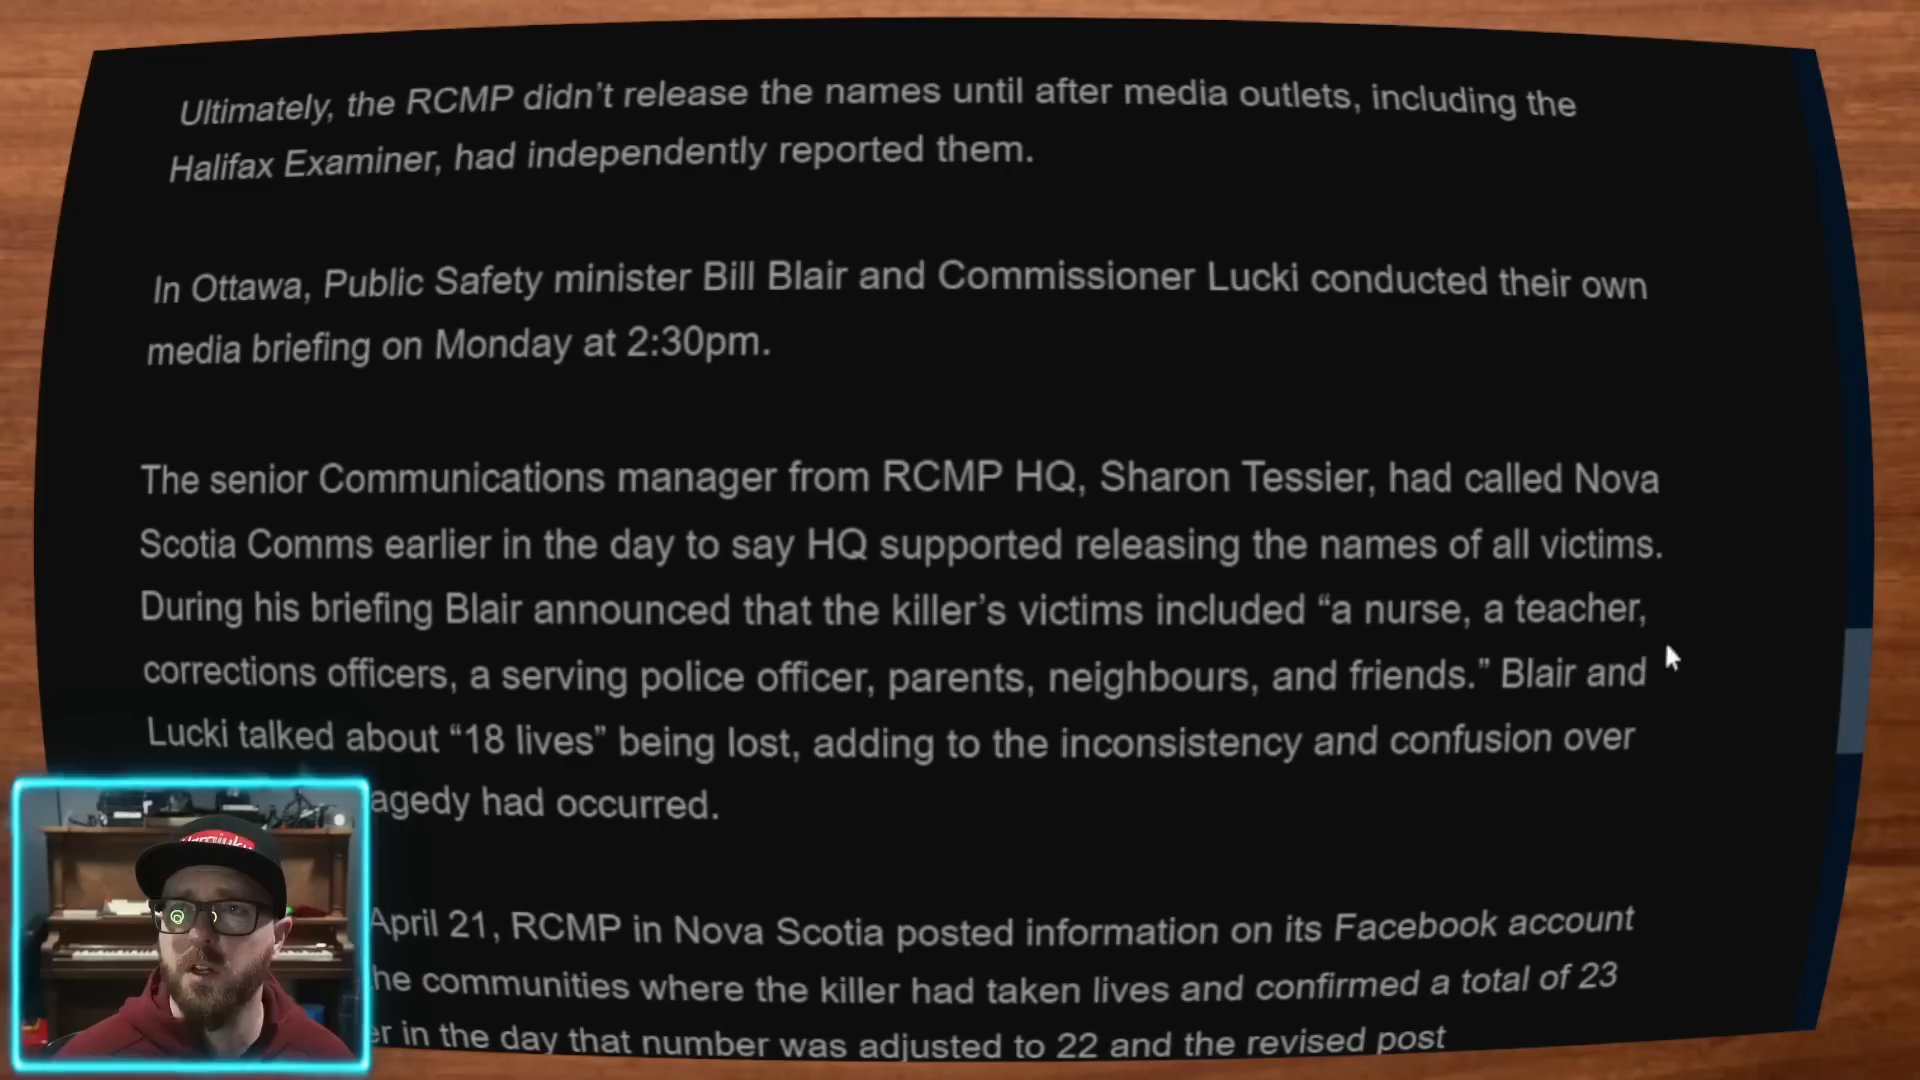 Ultimately, the RCMP didn’t release the names until after media outlets, including the
Halifax Examiner, had independently reported them.
In Ottawa, Public Safety minister Bill Blair and Commissioner Lucki conducted their own
media briefing on Monday at 2:30pm.
The senior Communications manager from RCMP HQ, Sharon Tessier, had called Nova
Scotia Comms earlier in the day to say HQ supported releasing the names of all victims.
During his briefing Blair announced that the killer’s victims included “a nurse, a teacher,
corrections officers, a serving police officer, parents, neighbours, and friends.” Blair and
Lucki talked about “18 lives” being lost, adding to the inconsistency and confusion over
agedy had occurred.
April 21, RCMP in Nova Scotia posted information on its Facebook account
he communities where the killer had taken lives and confirmed a total of 23
er in the day that number was adjusted to 22 and the revised post